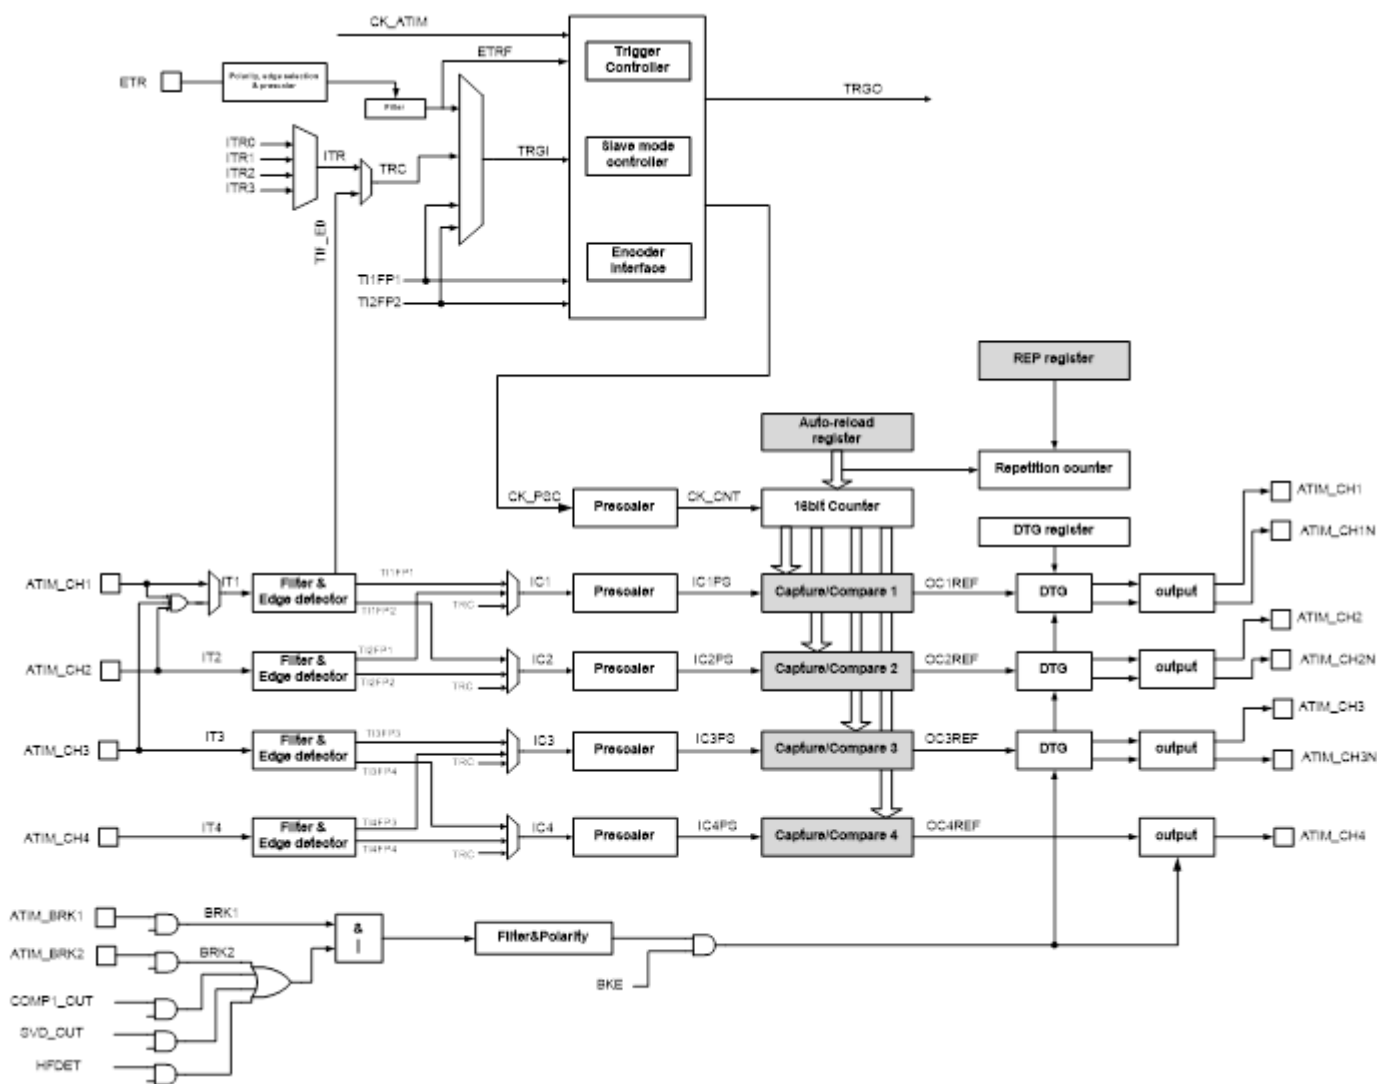 CK_ATIM
ETRF
ETR
Polarity, edge selection
& prescaler
Filter
Trigger
Controller
TRGO
ITR0
ITR1
ITR2
ITR3
ITR
TRC
TRGI
Slave mode
controller
TIF_ED
Encoder
Interface
TI1FP1
TI2FP2
REP register
Auto-reload
register
Repetition counter
CK_PSC
Prescaler
CK_CNT
16bit Counter
DTG register
ATIM_CH1
ATIM_CH1N
ATIM_CH1
IT1
Filter &
Edge detector
TI1FP1
TI1FP2
TRC
IC1
Prescaler
IC1PS
Capture/Compare 1
OC1REF
DTG
output
ATIM_CH2
ATIM_CH2N
ATIM_CH2
IT2
Filter &
Edge detector
TI2FP1
TI2FP2
TRC
IC2
Prescaler
IC2PS
Capture/Compare 2
OC2REF
DTG
output
ATIM_CH3
ATIM_CH3N
ATIM_CH3
IT3
Filter &
Edge detector
TI3FP3
TI3FP4
TRC
IC3
Prescaler
IC3PS
Capture/Compare 3
OC3REF
DTG
output
ATIM_CH4
IT4
Filter &
Edge detector
TI4FP3
TI4FP4
TRC
IC4
Prescaler
IC4PS
Capture/Compare 4
OC4REF
output
ATIM_CH4
ATIM_BRK1
BRK1
&
|
Filter&Polarity
BKE
ATIM_BRK2
BRK2
COMP1_OUT
SVD_OUT
HFDET